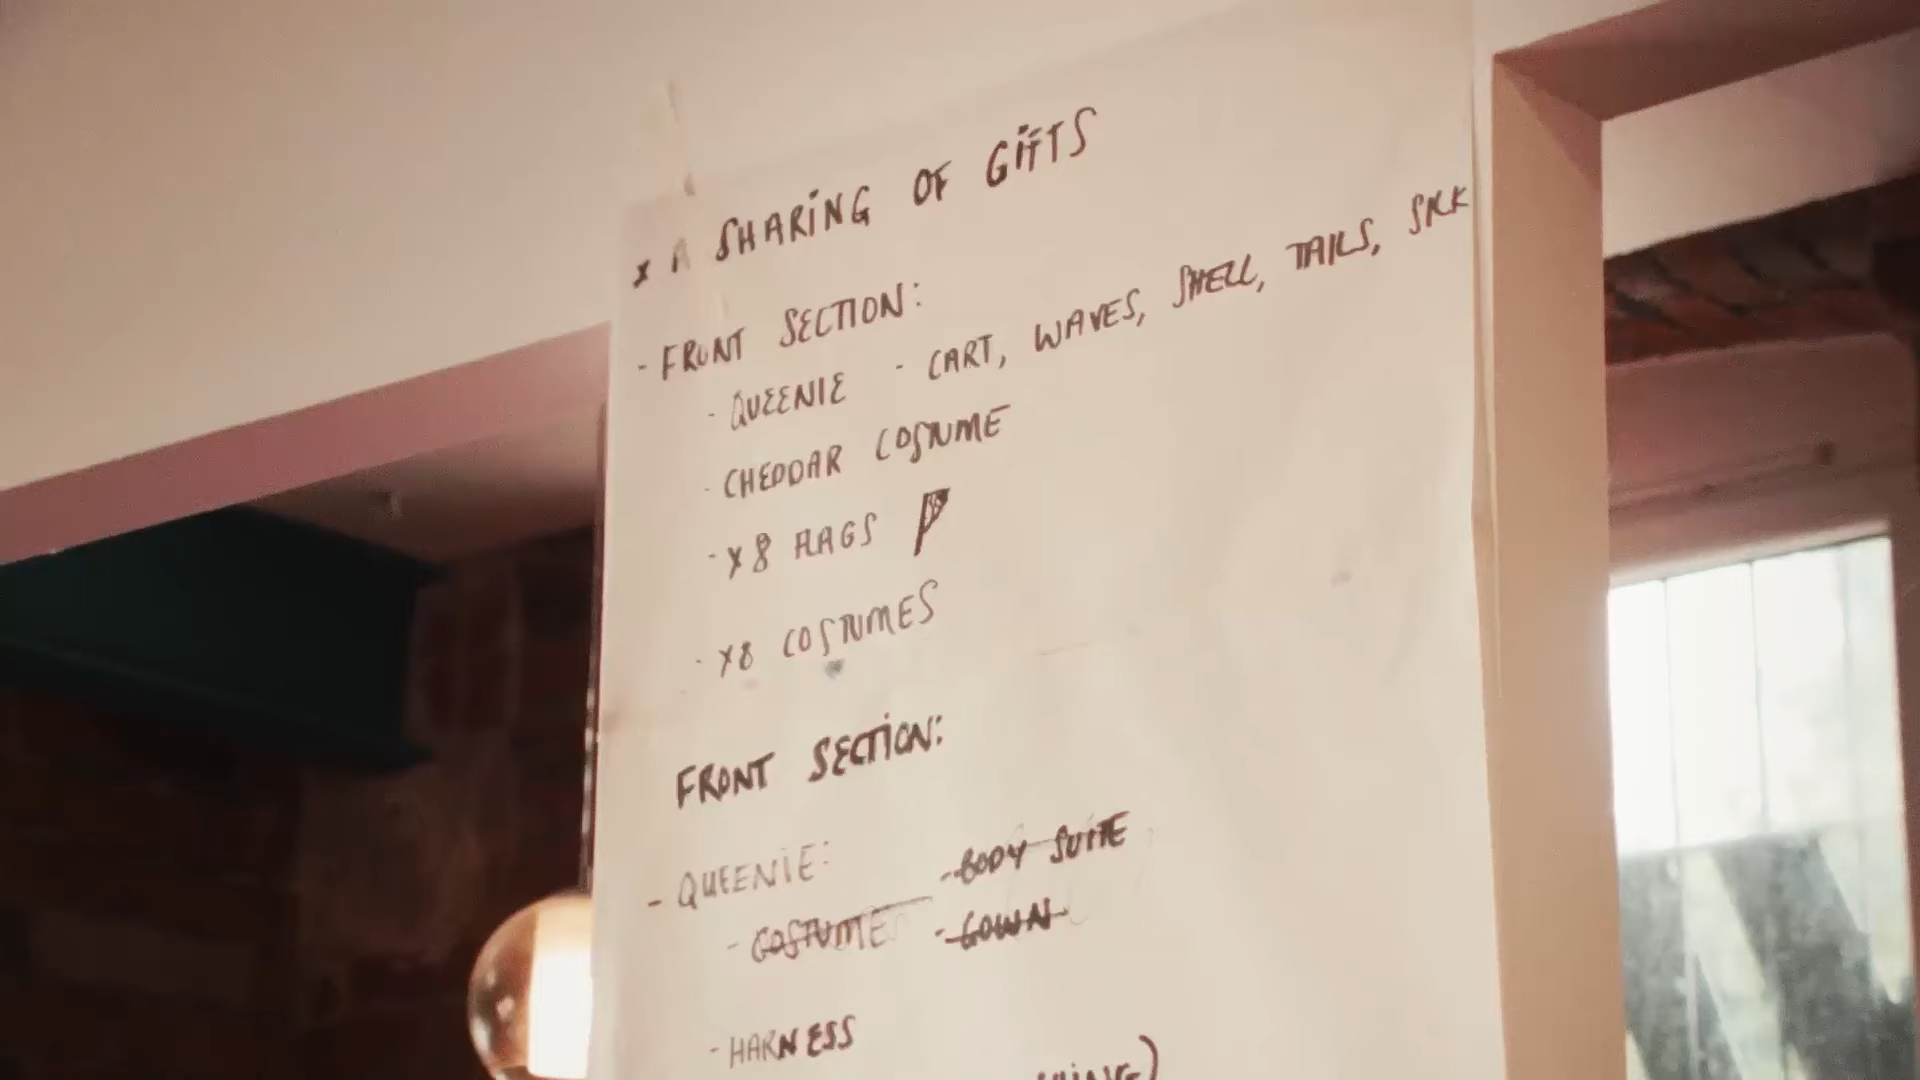 x A SHARING OF GIFTS
- FRONT SECTION:
- QUEENIE - CART, WAVES, SHELL, TAILS, SILK
- CHEDDAR COSTUME
- x8 FLAGS
- x8 COSTUMES
FRONT SECTION:
- QUEENIE: - BODY SUITE
- COSTUME - GOWN
- HARNESS